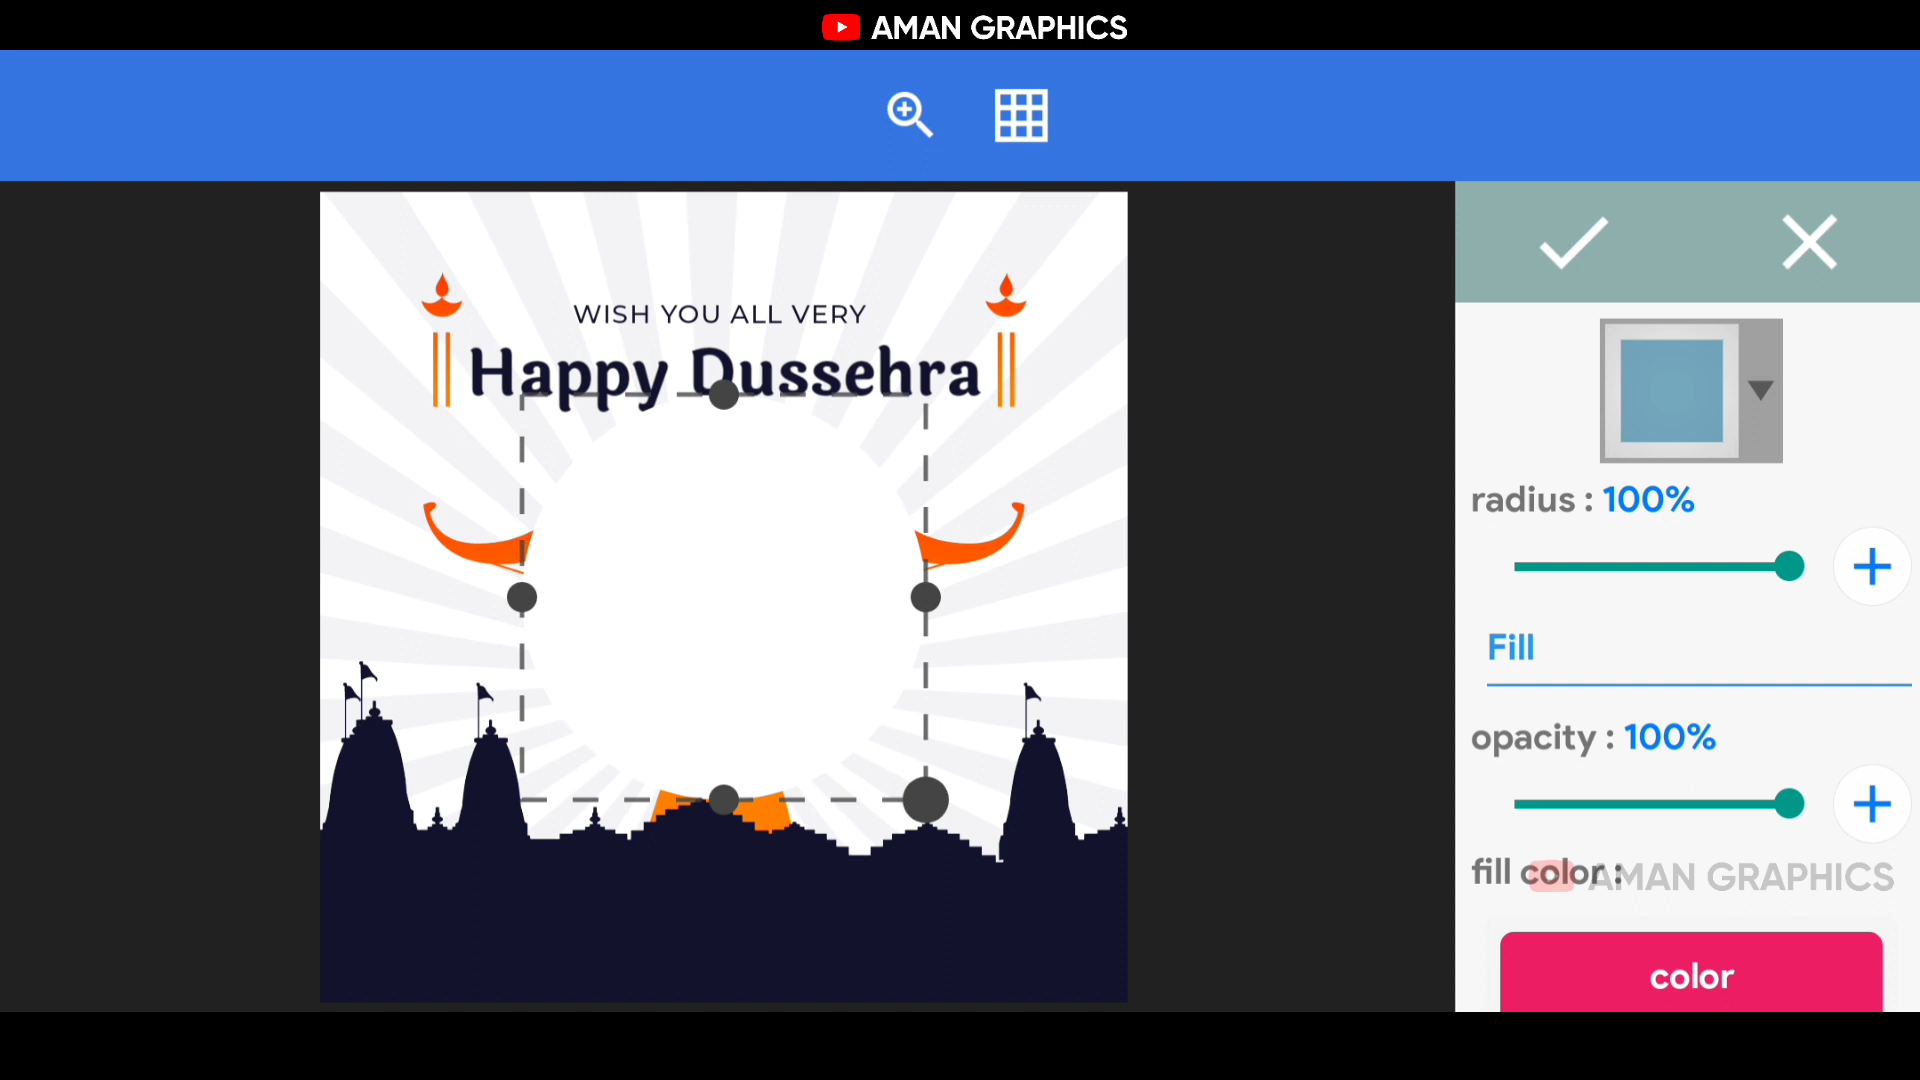 AMAN GRAPHICS
WISH YOU ALL VERY
Happy Dussehra
radius : 100%
Fill
opacity : 100%
fill color :
AMAN GRAPHICS
color